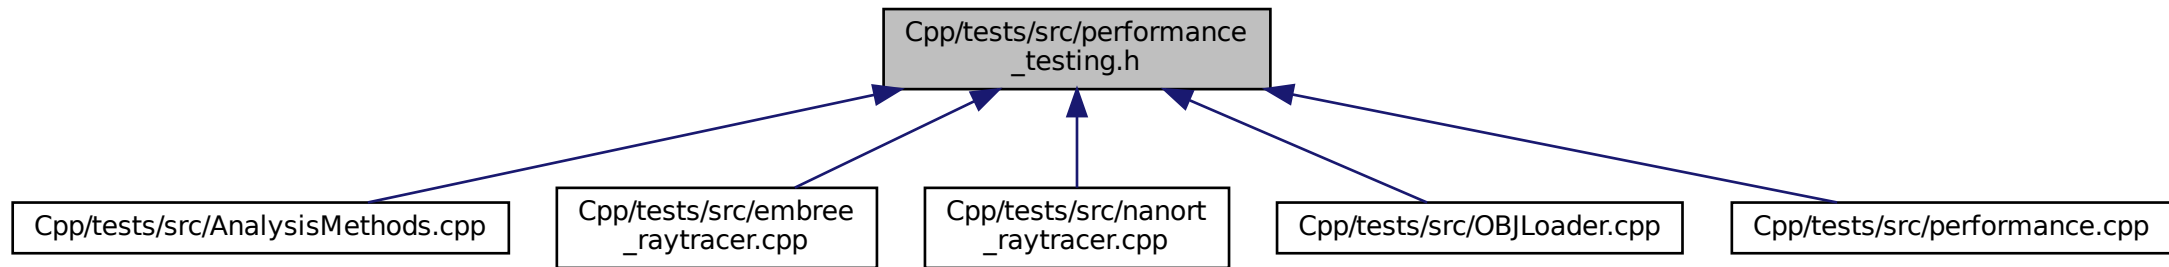 Cpp/tests/src/performance
_testing.h
Cpp/tests/src/AnalysisMethods.cpp
Cpp/tests/src/embree
_raytracer.cpp
Cpp/tests/src/nanort
_raytracer.cpp
Cpp/tests/src/OBJLoader.cpp
Cpp/tests/src/performance.cpp